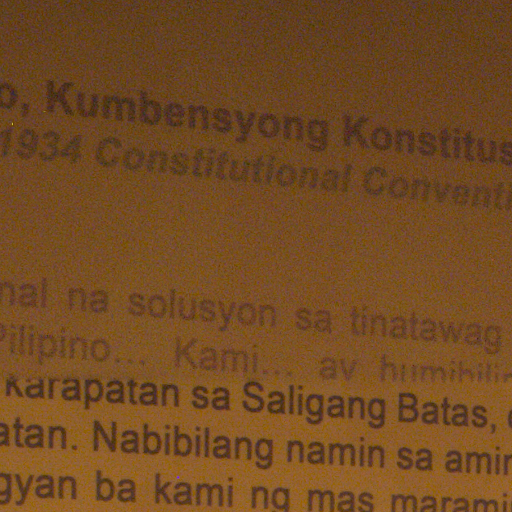 o, Kumbensyong Konstitus
1934 Constitutional Conventi
nal na solusyon sa tinatawag
Pilipino... Kami... ay humihili
karapatan sa Saligang Batas,
atan. Nabibilang namin sa amin
gyan ba kami ng mas marami